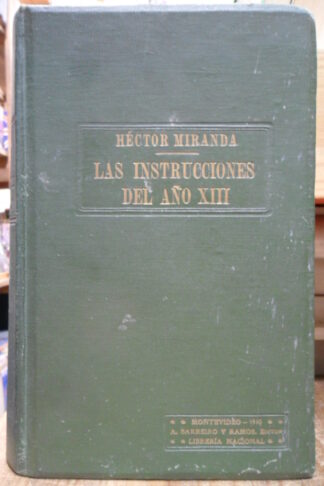 HÉCTOR MIRANDA
LAS INSTRUCCIONES
DEL AÑO XIII
MONTEVIDEO - 1910
A. BARREIRO Y RAMOS, EDITOR
LIBRERÍA NACIONAL